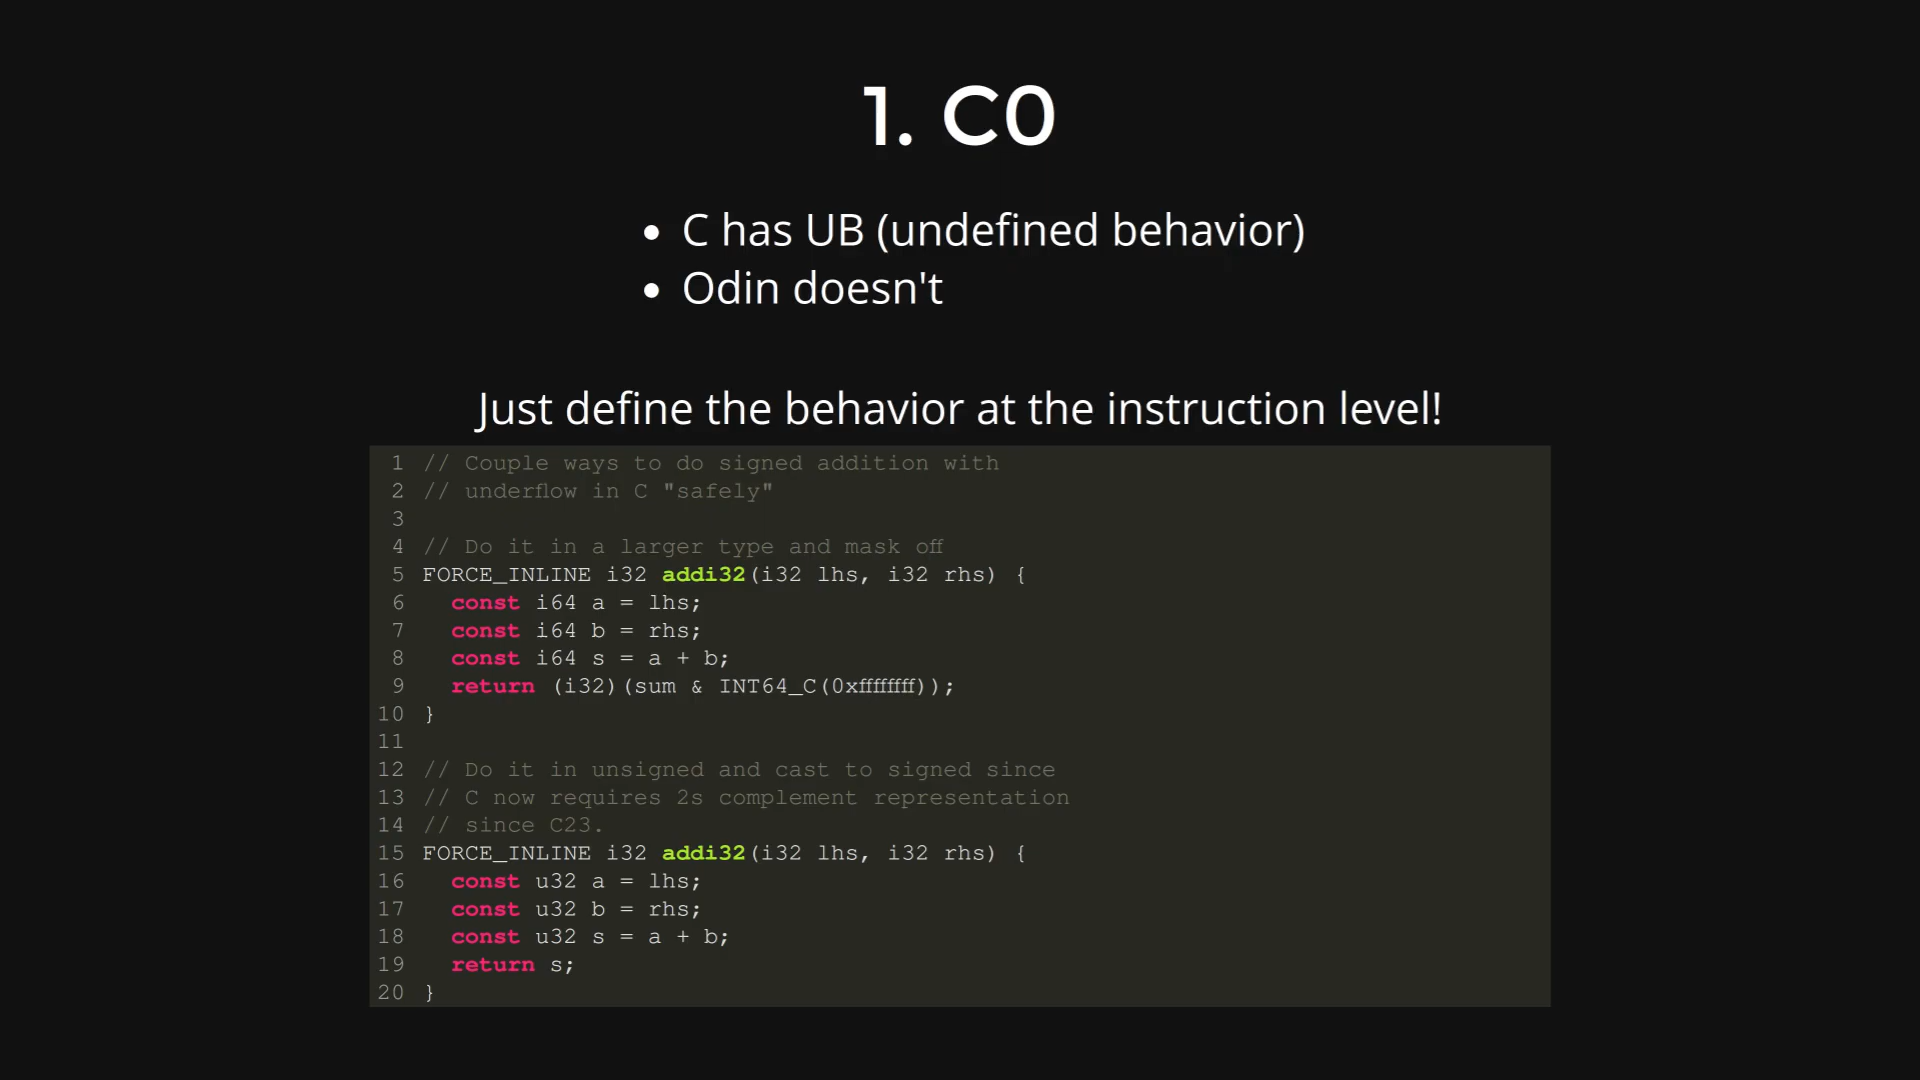 1. C0
• C has UB (undefined behavior)
• Odin doesn't
Just define the behavior at the instruction level!
1 // Couple ways to do signed addition with
2 // underflow in C "safely"
3
4 // Do it in a larger type and mask off
5 FORCE_INLINE i32 addi32(i32 lhs, i32 rhs) {
6   const i64 a = lhs;
7   const i64 b = rhs;
8   const i64 s = a + b;
9   return (i32)(sum & INT64_C(0xffffffff));
10 }
11
12 // Do it in unsigned and cast to signed since
13 // C now requires 2s complement representation
14 // since C23.
15 FORCE_INLINE i32 addi32(i32 lhs, i32 rhs) {
16   const u32 a = lhs;
17   const u32 b = rhs;
18   const u32 s = a + b;
19   return s;
20 }